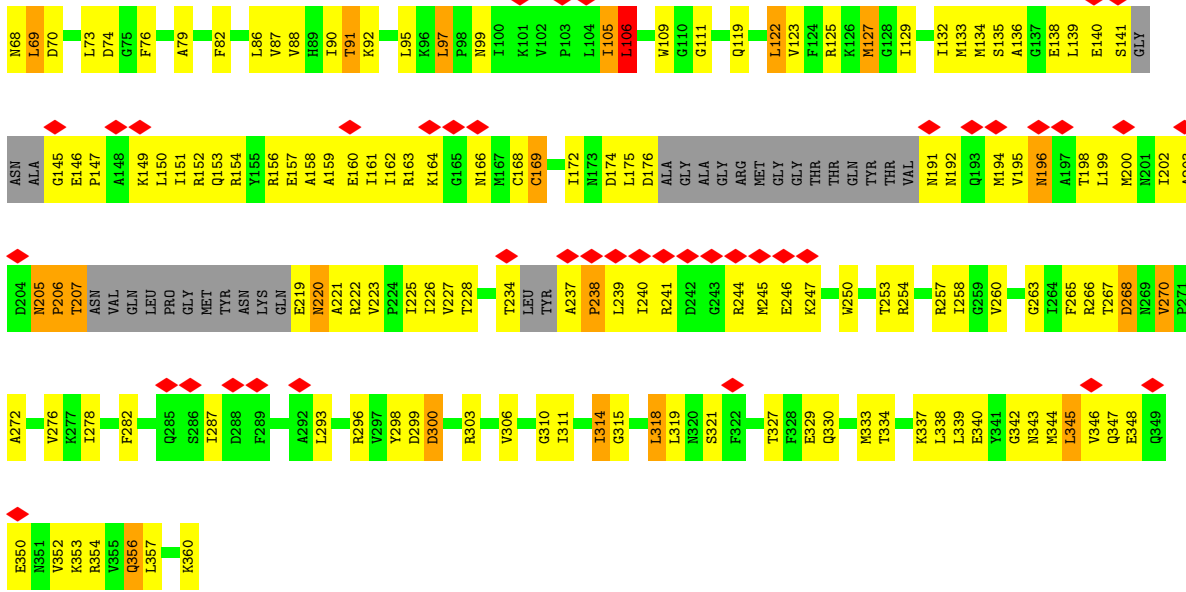 N68 L69 D70 L73 D74 G75 F76 A79 F82 L86 V87 V88 H89 I90 T91 K92 L95 K96 L97 P98 N99 I100 K101 V102 P103 L104 I105 L106 W109 G110 G111 Q119 L122 V123 F124 R125 K126 M127 G128 I129 I132 M133 M134 S135 A136 G137 E138 L139 E140 S141 GLY
ASN ALA G145 E146 P147 A148 K149 L150 I151 R152 Q153 R154 Y155 R156 E157 A158 A159 E160 I161 I162 R163 K164 G165 N166 M167 C168 C169 I172 N173 D174 L175 D176 ALA GLY ALA GLY ARG MET GLY GLY THR THR GLN TYR THR VAL N191 N192 Q193 M194 V195 N196 A197 T198 L199 M200 N201 I202
D204 N205 P206 T207 ASN VAL GLN LEU PRO GLY MET TYR ASN LYS GLN E219 N220 A221 R222 V223 P224 I225 I226 V227 T228 T234 LEU TYR A237 P238 L239 I240 R241 D242 G243 R244 M245 E246 K247 W250 T253 R254 R257 I258 G259 V260 G263 I264 F265 R266 T267 D268 N269 V270 P271
A272 V276 K277 I278 F282 Q285 S286 I287 D288 F289 A292 L293 R296 V297 Y298 D299 D300 R303 V306 G310 I311 I314 G315 L318 L319 N320 S321 F322 T327 F328 E329 Q330 M333 T334 K337 L338 L339 E340 Y341 G342 N343 M344 L345 V346 Q347 E348 Q349
E350 N351 V352 K353 R354 V355 Q356 L357 K360